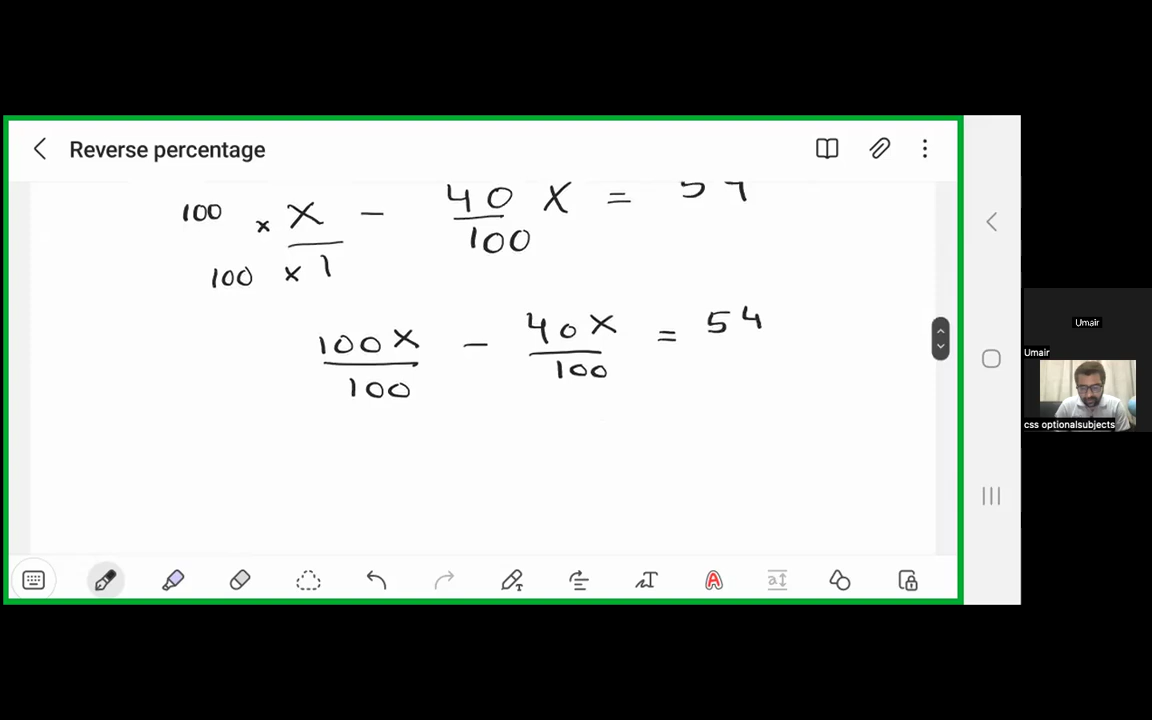 Reverse percentage
100 × x/(100 × 1) − 40/100 x = 54
100x/100 − 40x/100 = 54
Umair
Umair
css optionalsubjects